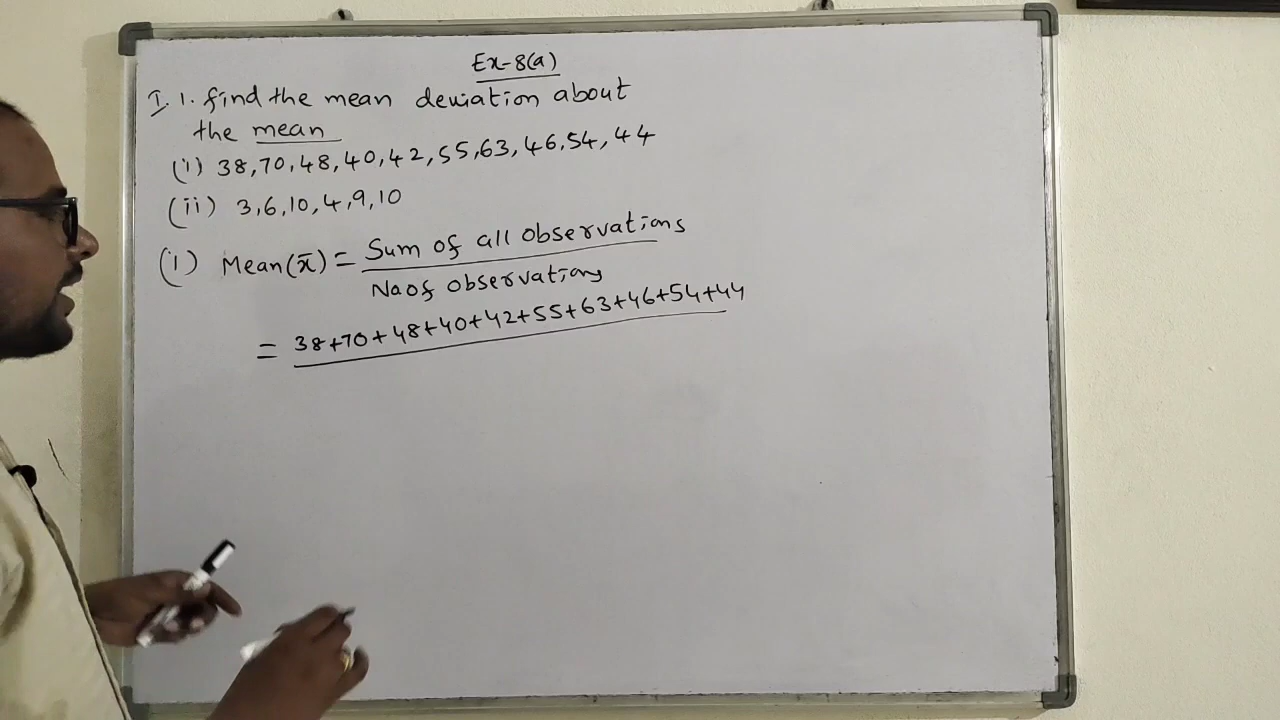 Ex-8(a)
I. 1. find the mean deviation about
the mean
(i) 38,70,48,40,42,55,63,46,54,44
(ii) 3,6,10,4,9,10
(i) Mean(x̄) = Sum of all observations
No of observations
= 38+70+48+40+42+55+63+46+54+44